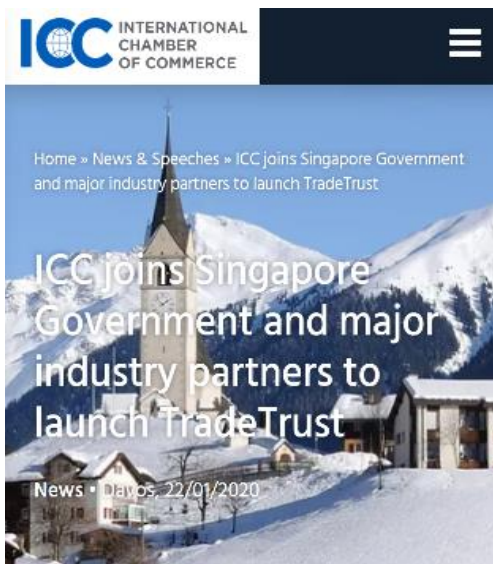 ICC INTERNATIONAL
CHAMBER
OF COMMERCE
Home » News & Speeches » ICC joins Singapore Government
and major industry partners to launch TradeTrust
ICC joins Singapore
Government and major
industry partners to
launch TradeTrust
News • Davos, 22/01/2020